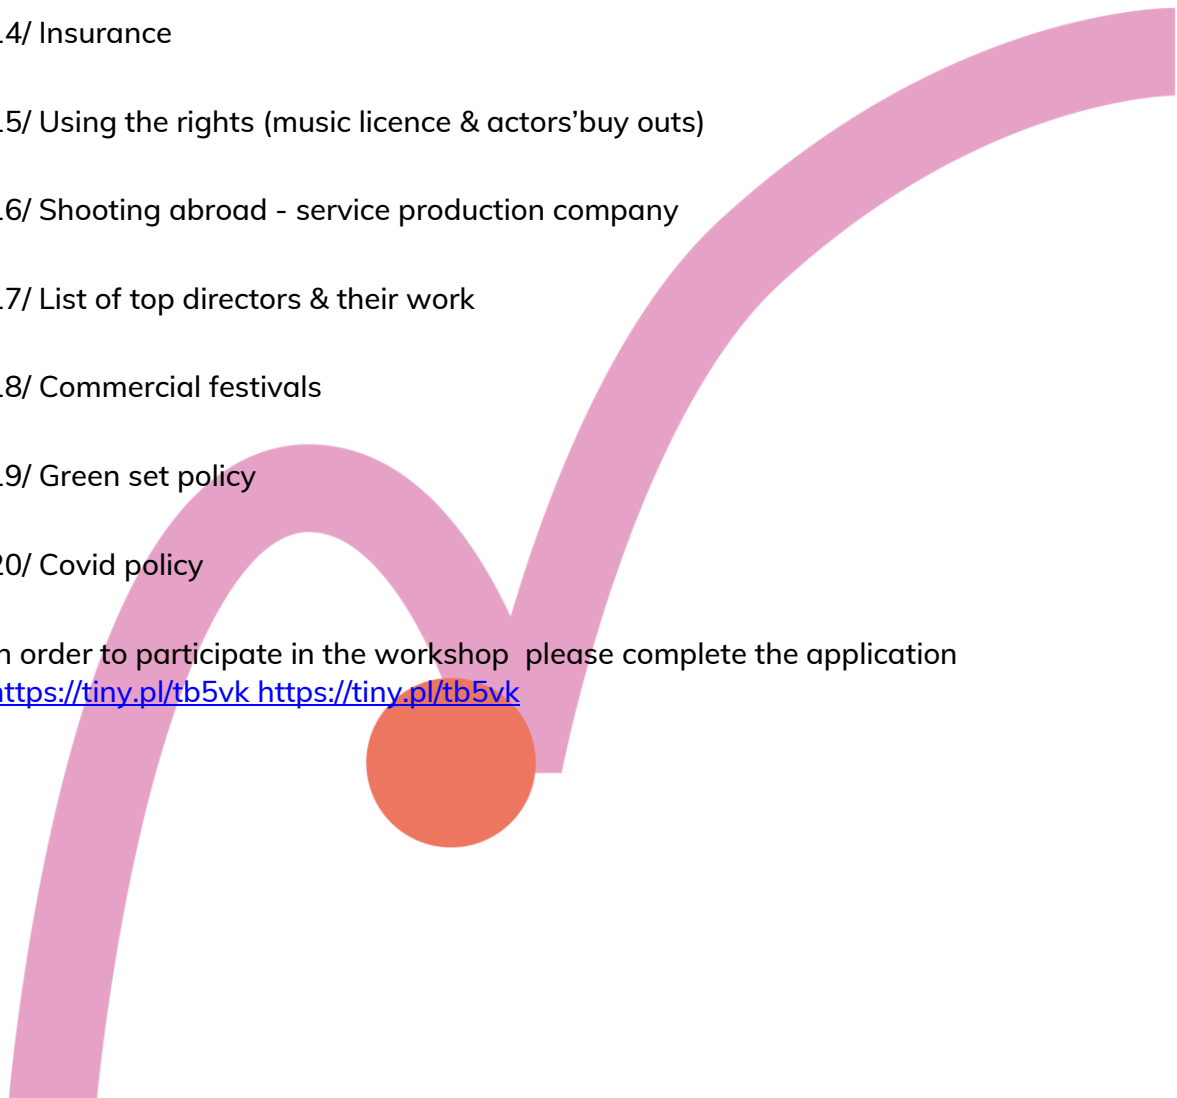 .4/ Insurance
.5/ Using the rights (music licence & actors’buy outs)
.6/ Shooting abroad - service production company
.7/ List of top directors & their work
.8/ Commercial festivals
.9/ Green set policy
20/ Covid policy
n order to participate in the workshop  please complete the application
https://tiny.pl/tb5vk https://tiny.pl/tb5vk